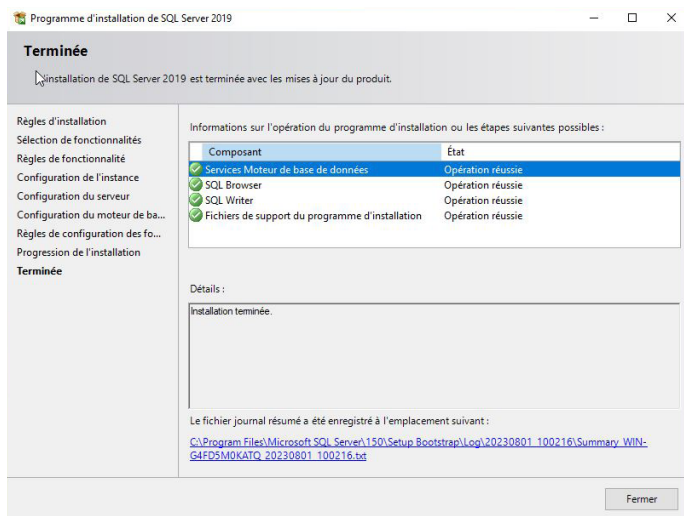 Programme d'installation de SQL Server 2019
Terminée
L'installation de SQL Server 2019 est terminée avec les mises à jour du produit.
Règles d'installation
Sélection de fonctionnalités
Règles de fonctionnalité
Configuration de l'instance
Configuration du serveur
Configuration du moteur de ba...
Règles de configuration des fo...
Progression de l'installation
Terminée
Informations sur l'opération du programme d'installation ou les étapes suivantes possibles :
Composant État
Services Moteur de base de données Opération réussie
SQL Browser Opération réussie
SQL Writer Opération réussie
Fichiers de support du programme d'installation Opération réussie
Détails :
Installation terminée.
Le fichier journal résumé a été enregistré à l'emplacement suivant :
C:\Program Files\Microsoft SQL Server\150\Setup Bootstrap\Log\20230801_100216\Summary_WIN-
G4FD5M0KATQ_20230801_100216.txt
Fermer